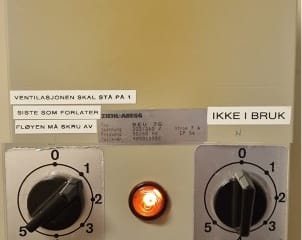 VENTILASJONEN SKAL STÅ PÅ 1
SISTE SOM FORLATER
FLØYEN MÅ SKRU AV
ZIEHL-ABEGG
IKKE I BRUK
0
1
2
3
5
0
1
2
3
5